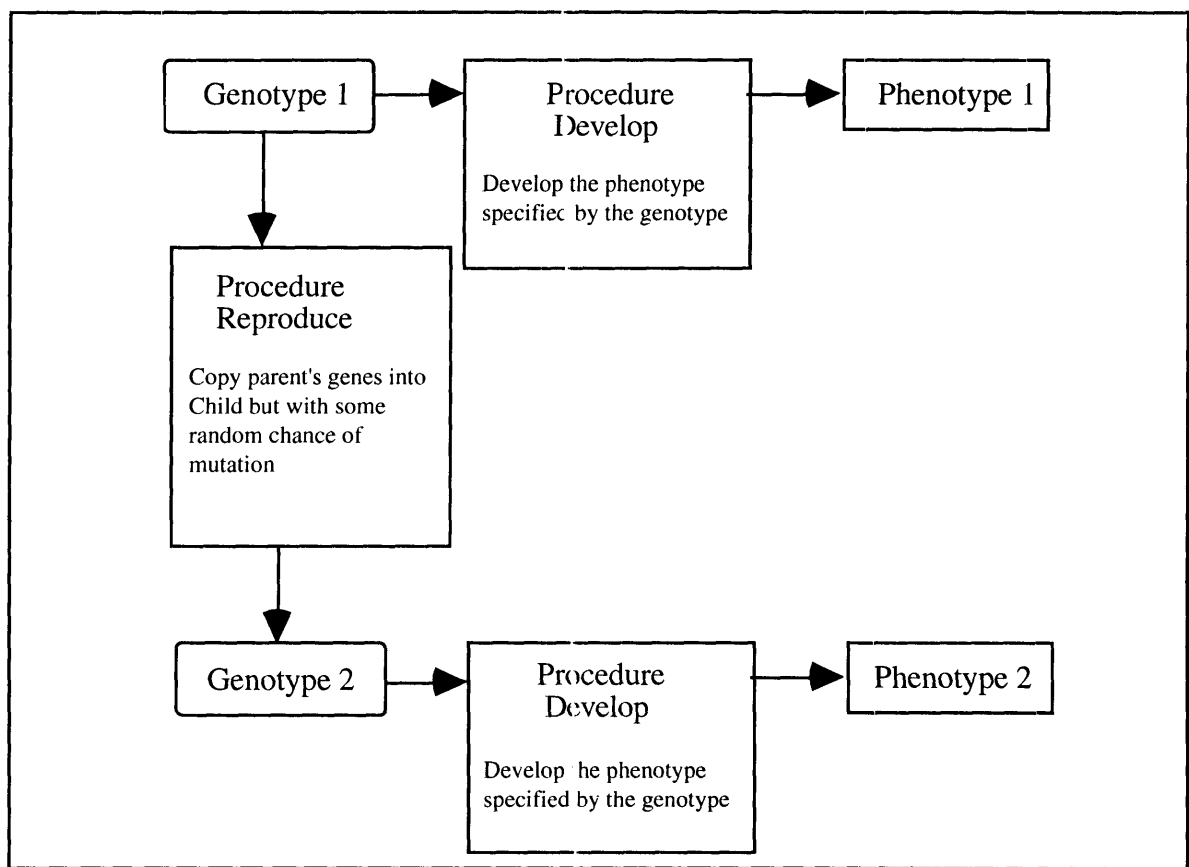 Genotype 1
Procedure
Develop
Develop the phenotype
specified by the genotype
Phenotype 1
Procedure
Reproduce
Copy parent's genes into
Child but with some
random chance of
mutation
Genotype 2
Procedure
Develop
Develop the phenotype
specified by the genotype
Phenotype 2